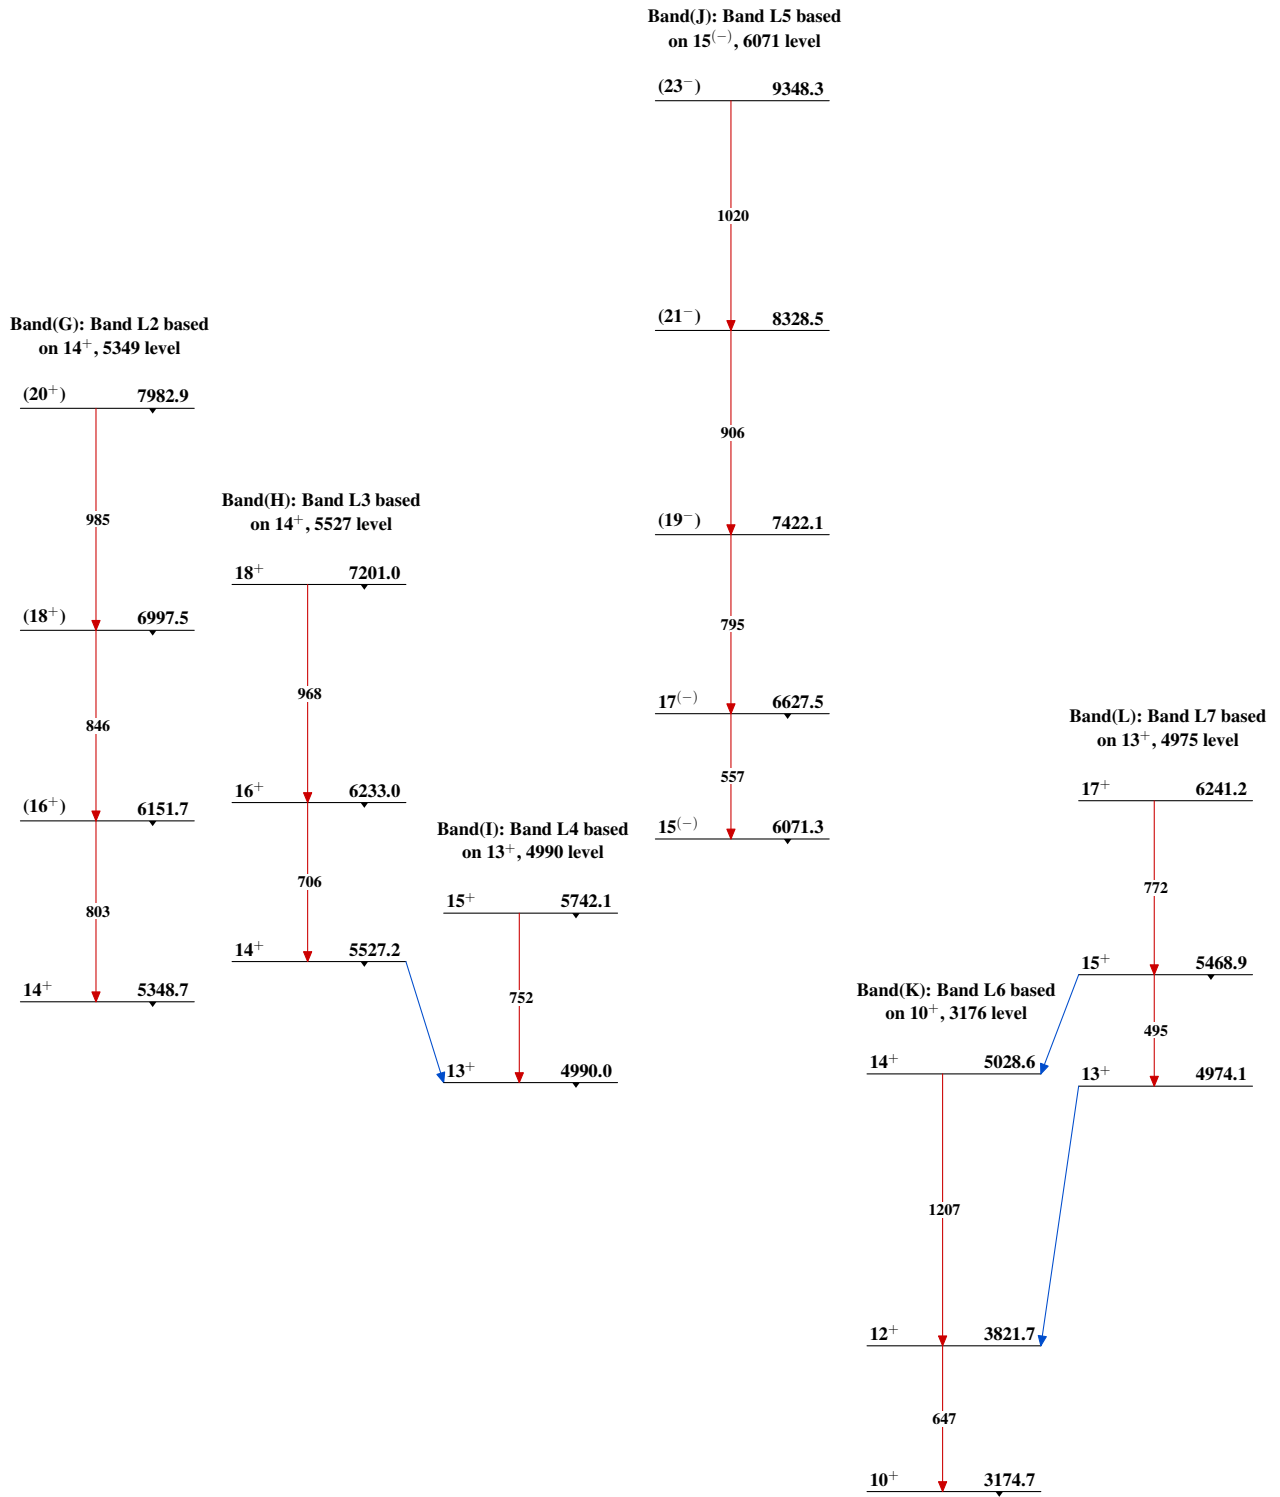 Band(G): Band L2 based
on 14⁺, 5349 level
(20⁺) 7982.9
985
(18⁺) 6997.5
846
(16⁺) 6151.7
803
14⁺ 5348.7
Band(H): Band L3 based
on 14⁺, 5527 level
18⁺ 7201.0
968
16⁺ 6233.0
706
14⁺ 5527.2
Band(I): Band L4 based
on 13⁺, 4990 level
15⁺ 5742.1
752
13⁺ 4990.0
Band(J): Band L5 based
on 15⁽⁻⁾, 6071 level
(23⁻) 9348.3
1020
(21⁻) 8328.5
906
(19⁻) 7422.1
795
17⁽⁻⁾ 6627.5
557
15⁽⁻⁾ 6071.3
Band(K): Band L6 based
on 10⁺, 3176 level
14⁺ 5028.6
1207
12⁺ 3821.7
647
10⁺ 3174.7
Band(L): Band L7 based
on 13⁺, 4975 level
17⁺ 6241.2
772
15⁺ 5468.9
495
13⁺ 4974.1